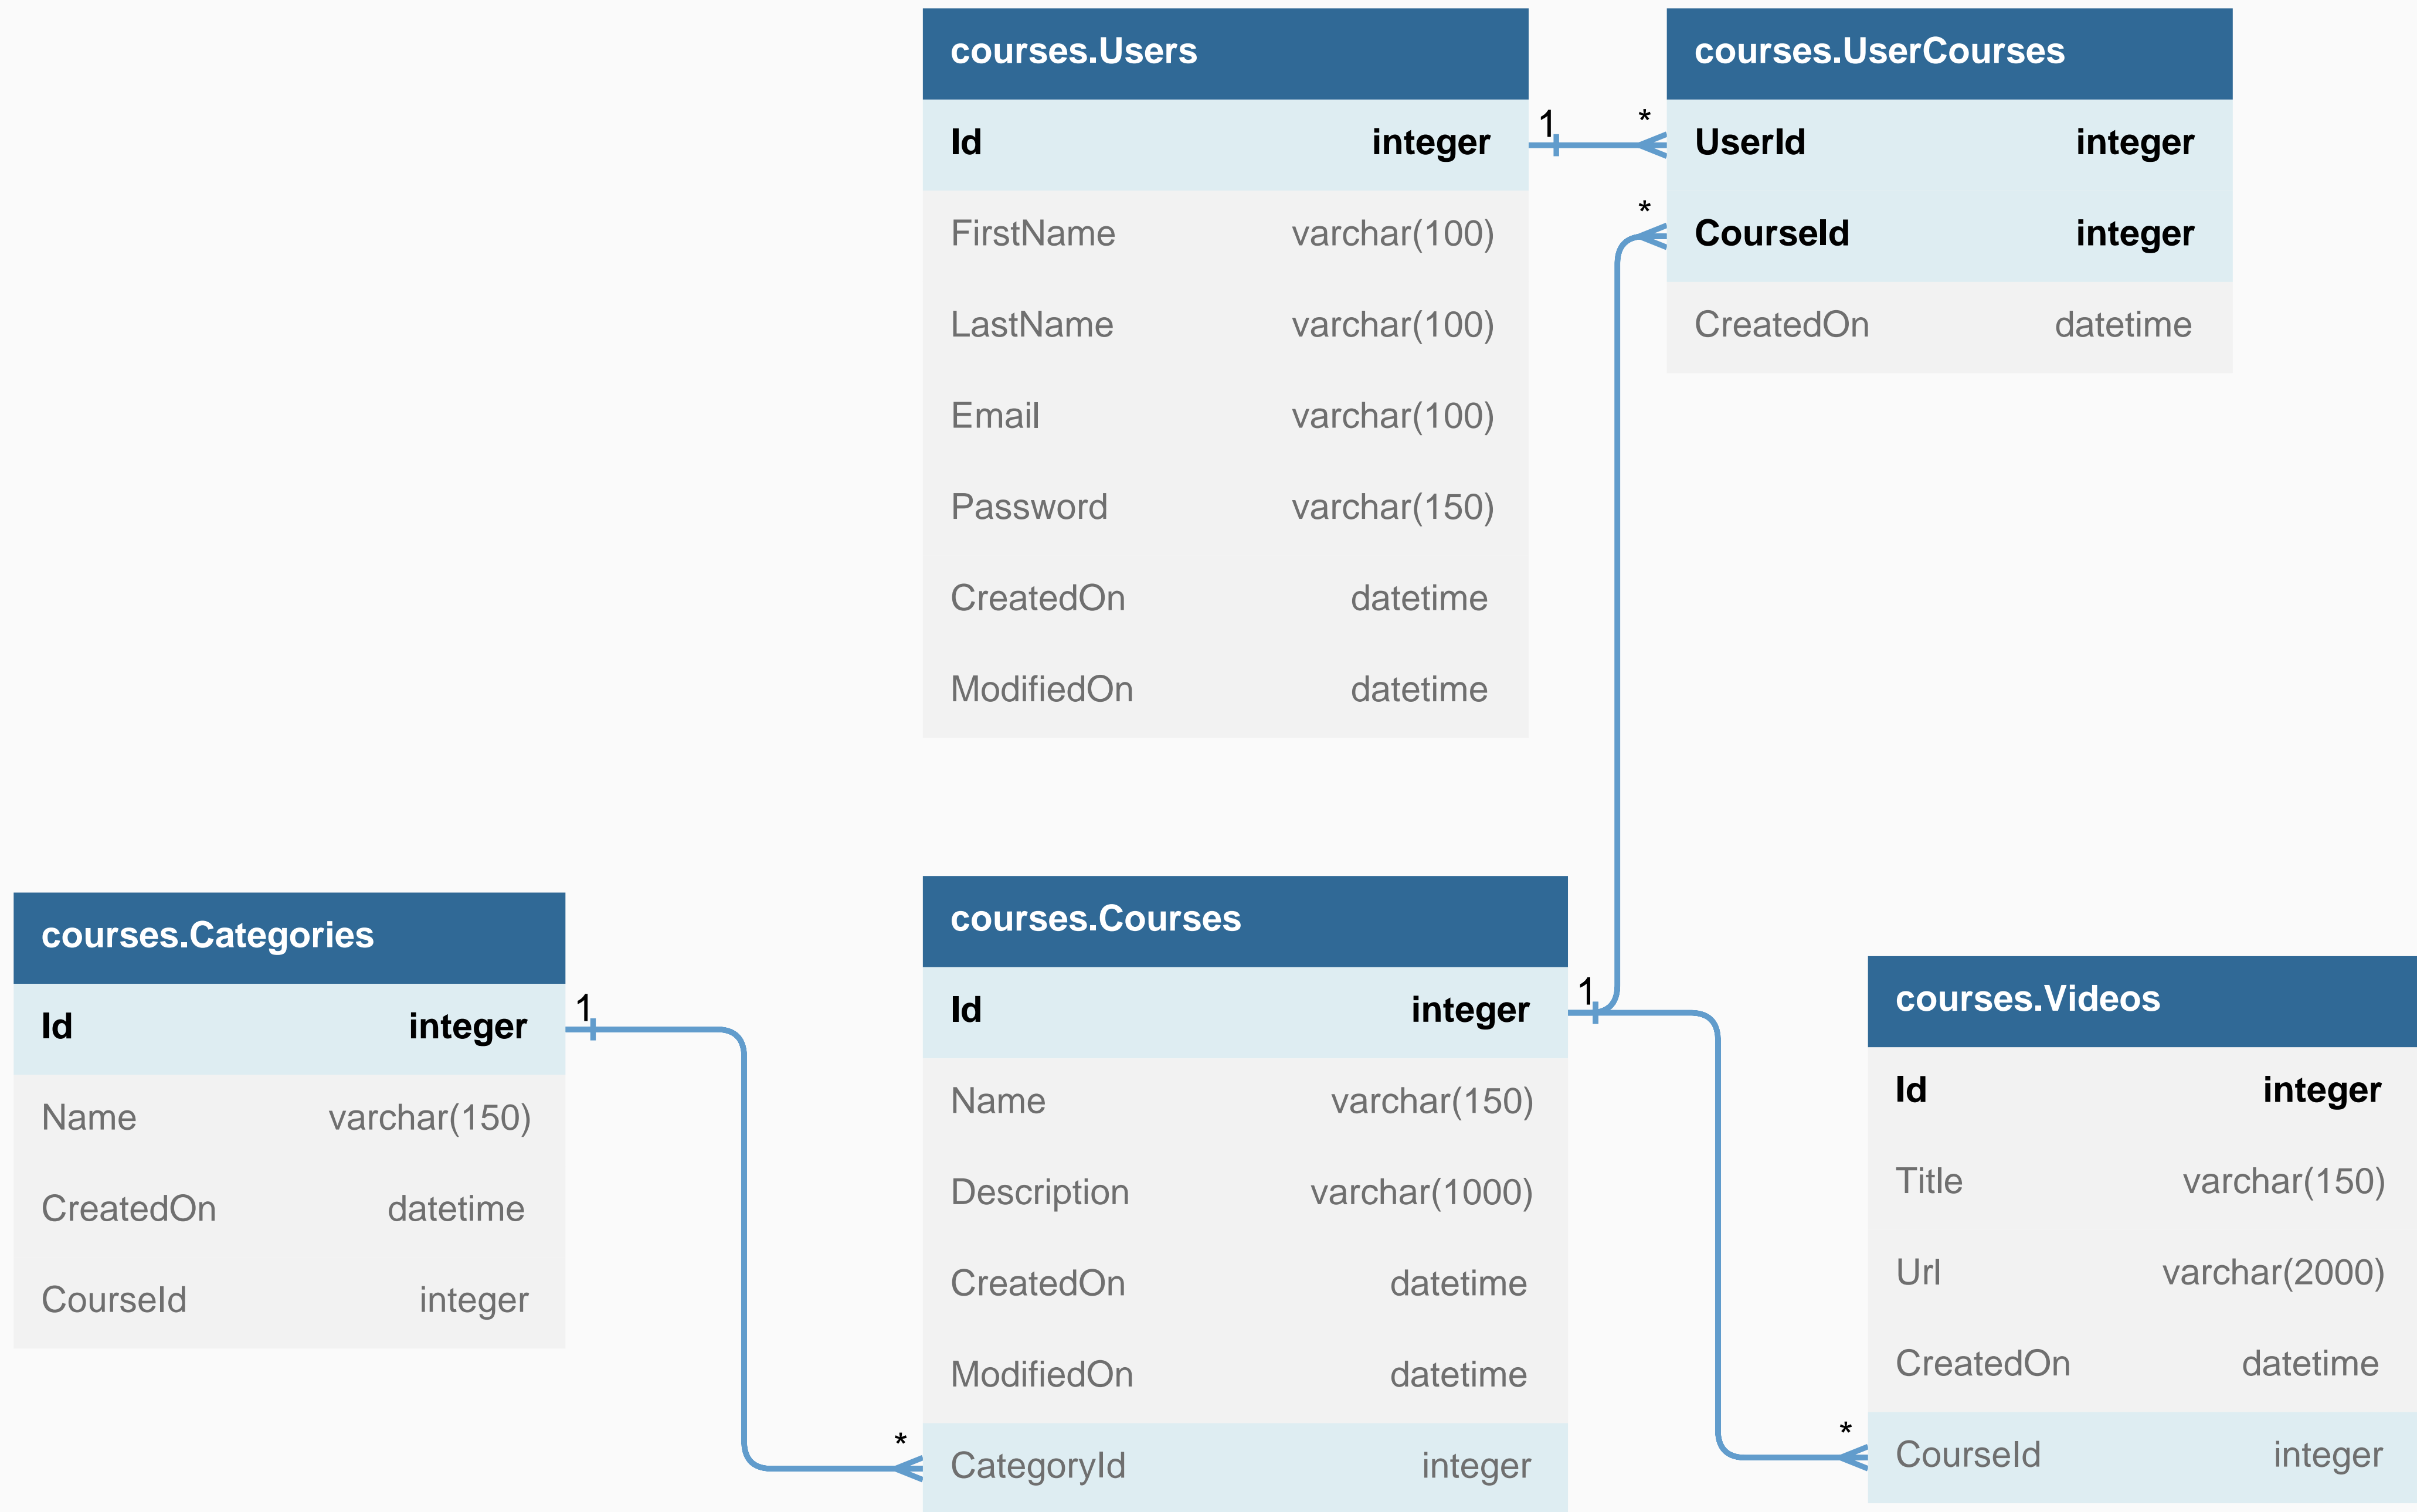 courses.Users
Id integer
FirstName varchar(100)
LastName varchar(100)
Email varchar(100)
Password varchar(150)
CreatedOn datetime
ModifiedOn datetime
1 *
*
courses.UserCourses
UserId integer
CourseId integer
CreatedOn datetime
courses.Categories
Id integer
Name varchar(150)
CreatedOn datetime
CourseId integer
1
*
courses.Courses
Id integer
Name varchar(150)
Description varchar(1000)
CreatedOn datetime
ModifiedOn datetime
CategoryId integer
1
*
courses.Videos
Id integer
Title varchar(150)
Url varchar(2000)
CreatedOn datetime
CourseId integer